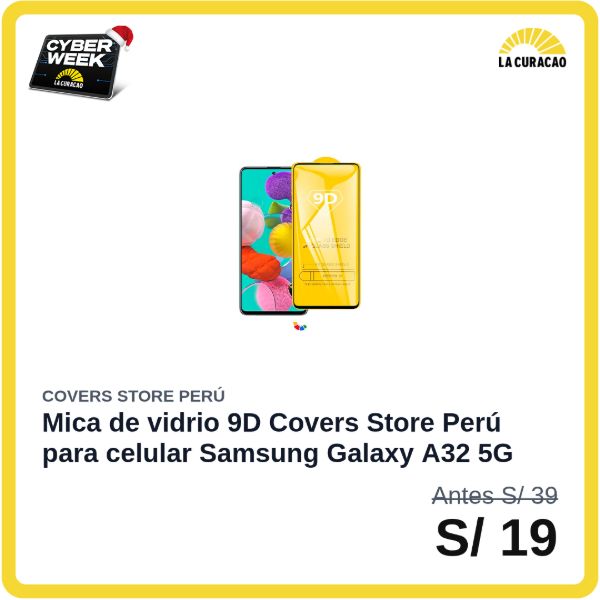 CYBER
WEEK
LA CURACAO
LA CURACAO
9D
COVERS STORE PERÚ
Mica de vidrio 9D Covers Store Perú
para celular Samsung Galaxy A32 5G
Antes S/ 39
S/ 19